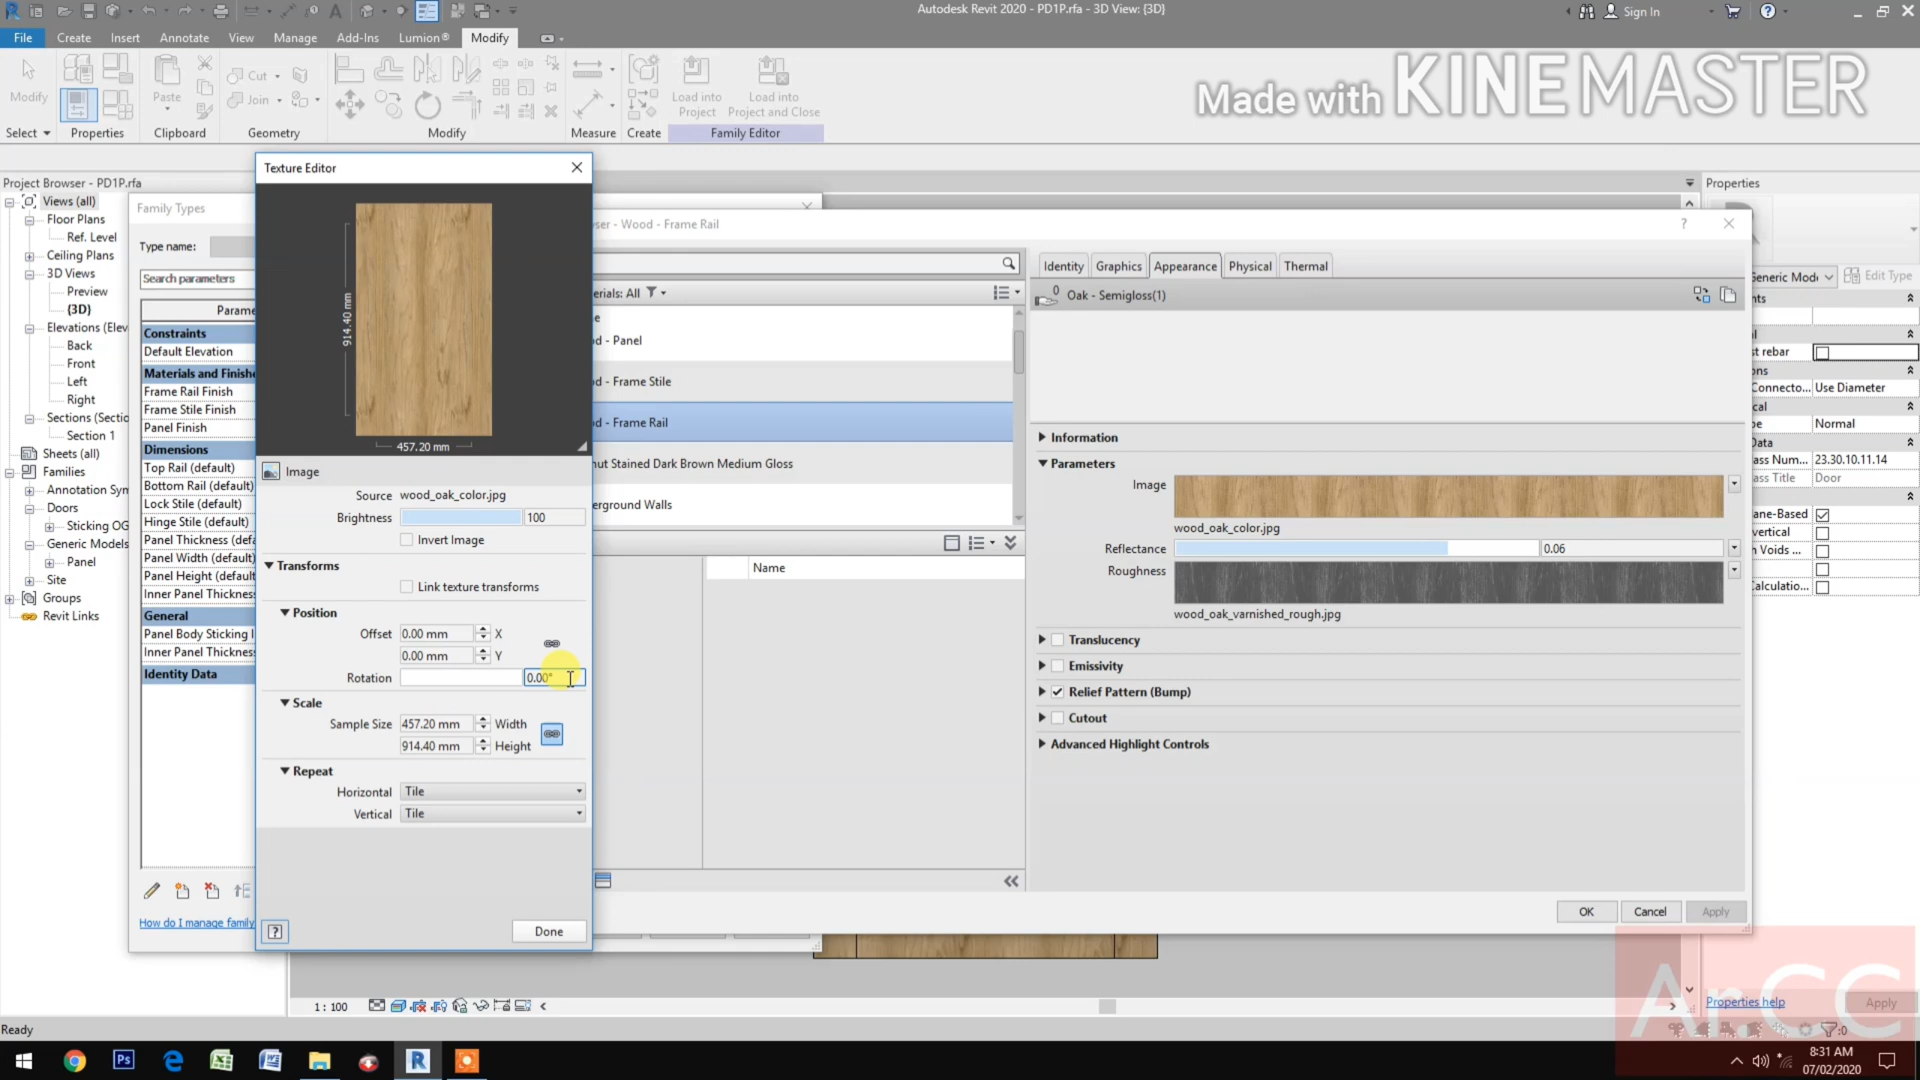 Autodesk Revit 2020 - PD1P.rfa - 3D View: {3D}
Sign In
File
Create
Insert
Annotate
View
Manage
Add-Ins
Lumion®
Modify
Modify
Paste
Cut
Join
Load into Project
Load into Project and Close
Select
Properties
Clipboard
Geometry
Modify
Measure
Create
Family Editor
Made with KINEMASTER
Project Browser - PD1P.rfa
Views (all)
Floor Plans
Ref. Level
Ceiling Plans
3D Views
Preview
{3D}
Elevations (Elev
Back
Front
Left
Right
Sections (Sectio
Section 1
Sheets (all)
Families
Annotation Sym
Doors
Sticking OG
Generic Models
Panel
Site
Groups
Revit Links
Family Types
Type name:
Search parameters
Parame
Constraints
Default Elevation
Materials and Finishe
Frame Rail Finish
Frame Stile Finish
Panel Finish
Dimensions
Top Rail (default)
Bottom Rail (default)
Lock Stile (default)
Hinge Stile (default)
Panel Thickness (defa
Panel Width (default
Panel Height (default
Inner Panel Thicknes
General
Panel Body Sticking I
Inner Panel Thicknes
Identity Data
How do I manage family
Texture Editor
914.40 mm
457.20 mm
Image
Source wood_oak_color.jpg
Brightness 100
Invert Image
Transforms
Link texture transforms
Position
Offset 0.00 mm X
0.00 mm Y
Rotation 0.00°
Scale
Sample Size 457.20 mm Width
914.40 mm Height
Repeat
Horizontal Tile
Vertical Tile
Done
ser - Wood - Frame Rail
erials: All
e
d - Panel
d - Frame Stile
d - Frame Rail
nut Stained Dark Brown Medium Gloss
erground Walls
Name
Identity
Graphics
Appearance
Physical
Thermal
0
Oak - Semigloss(1)
Information
Parameters
Image
wood_oak_color.jpg
Reflectance 0.06
Roughness
wood_oak_varnished_rough.jpg
Translucency
Emissivity
Relief Pattern (Bump)
Cutout
Advanced Highlight Controls
OK
Cancel
Apply
Properties
Generic Mode
Edit Type
nts
al
st rebar
ons
Connecto... Use Diameter
cal
pe Normal
Data
ass Num... 23.30.10.11.14
ass Title Door
ane-Based
vertical
n Voids ...
Calculatio...
Properties help
Apply
1 : 100
Ready
:0
ArCC
8:31 AM
07/02/2020